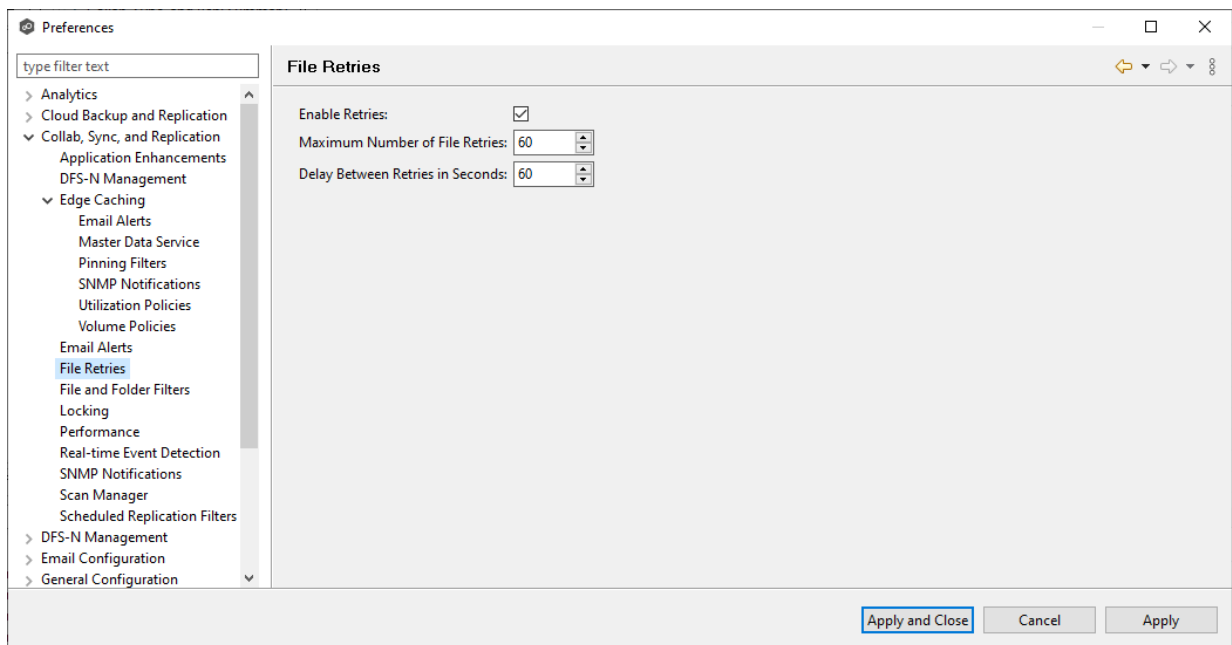 Preferences
type filter text
Analytics
Cloud Backup and Replication
Collab, Sync, and Replication
Application Enhancements
DFS-N Management
Edge Caching
Email Alerts
Master Data Service
Pinning Filters
SNMP Notifications
Utilization Policies
Volume Policies
Email Alerts
File Retries
File and Folder Filters
Locking
Performance
Real-time Event Detection
SNMP Notifications
Scan Manager
Scheduled Replication Filters
DFS-N Management
Email Configuration
General Configuration
File Retries
Enable Retries:
Maximum Number of File Retries: 60
Delay Between Retries in Seconds: 60
Apply and Close Cancel Apply